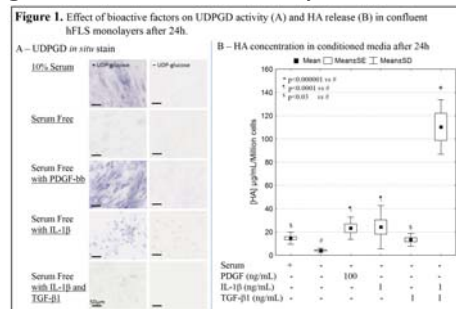 Figure 1. Effect of bioactive factors on UDPGD activity (A) and HA release (B) in confluent
hFLS monolayers after 24h.
A – UDPGD in situ stain
+ UDP-glucose
− UDP-glucose
10% Serum
Serum Free
Serum Free
with PDGF-bb
Serum Free
with IL-1β
Serum Free
with IL-1β and
TGF-β1
50μm
B – HA concentration in conditioned media after 24h
Mean Mean±SE Mean±SD
* p<0.000001 vs #
¶ p<0.0001 vs #
§ p<0.03 vs #
[HA] μg/mL/Million cells
160
140
120
100
80
60
40
20
0
§ # ¶ ¶ § *
Serum + - - - - -
PDGF (ng/mL) - - 100 - - -
IL-1β (ng/mL) - - - 1 - 1
TGF-β1 (ng/mL) - - - - 1 1